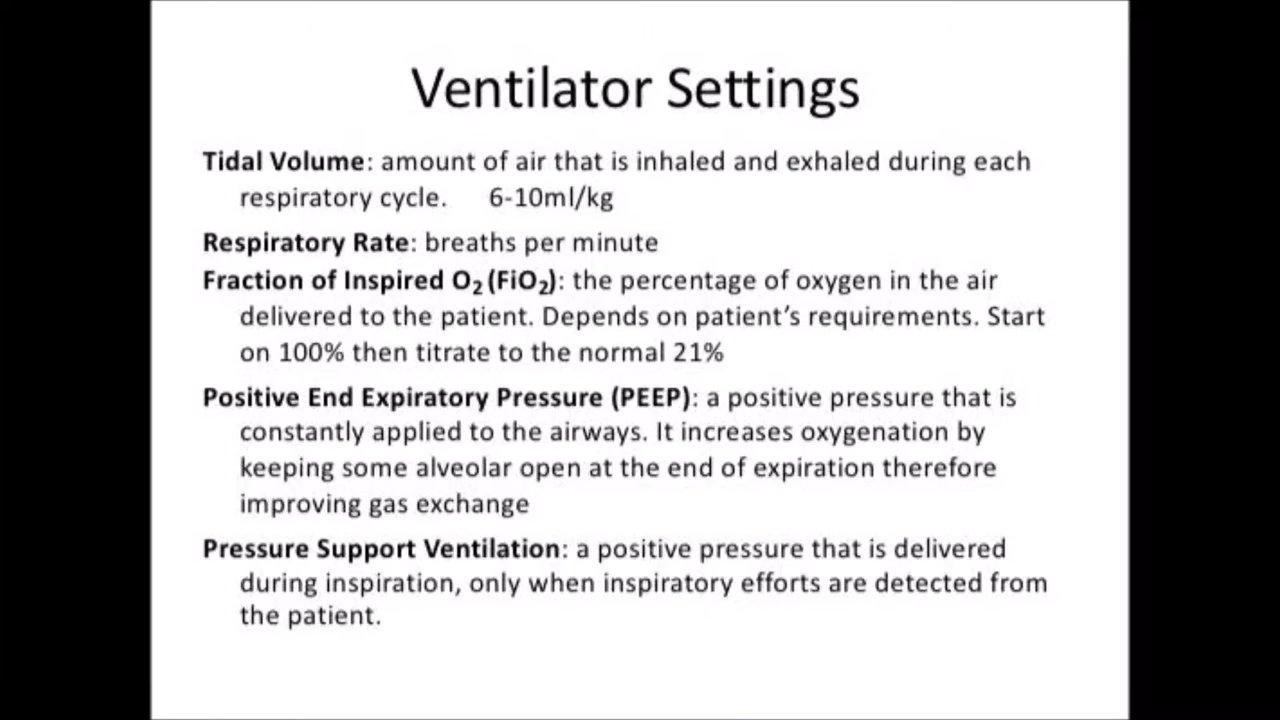 Ventilator Settings
Tidal Volume: amount of air that is inhaled and exhaled during each
respiratory cycle. 6-10ml/kg
Respiratory Rate: breaths per minute
Fraction of Inspired O₂ (FiO₂): the percentage of oxygen in the air
delivered to the patient. Depends on patient’s requirements. Start
on 100% then titrate to the normal 21%
Positive End Expiratory Pressure (PEEP): a positive pressure that is
constantly applied to the airways. It increases oxygenation by
keeping some alveolar open at the end of expiration therefore
improving gas exchange
Pressure Support Ventilation: a positive pressure that is delivered
during inspiration, only when inspiratory efforts are detected from
the patient.